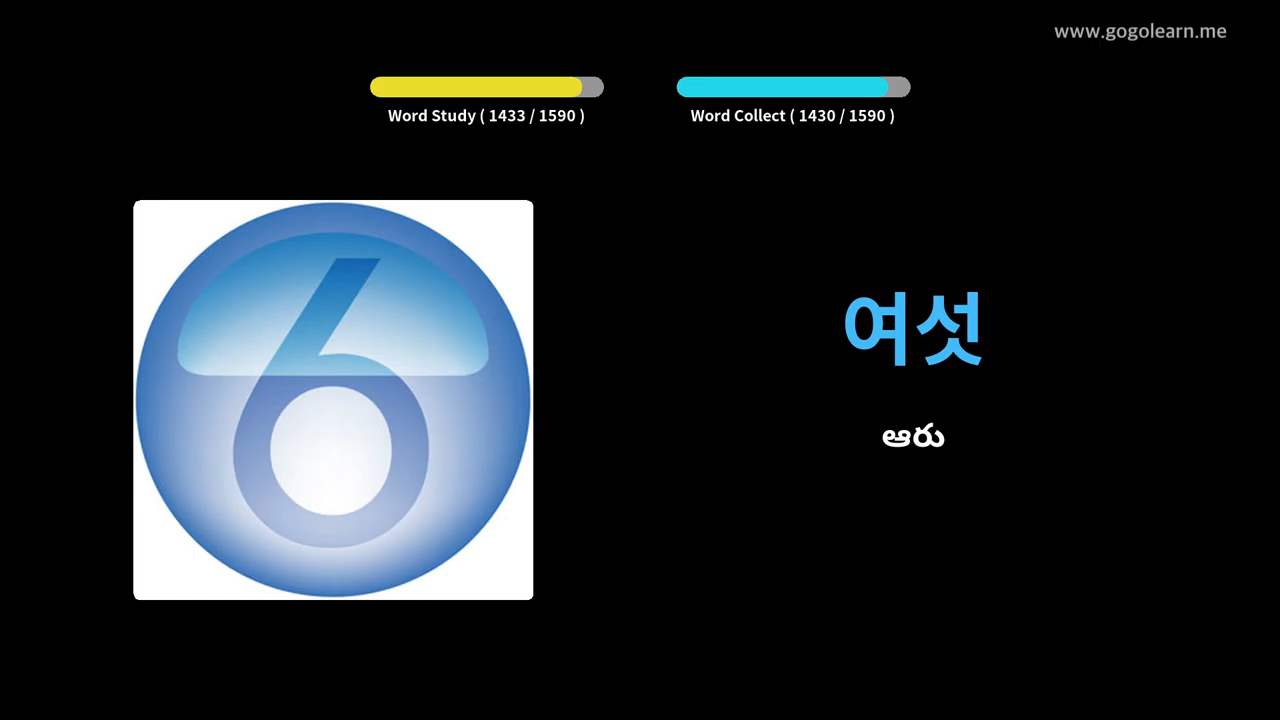 www.gogolearn.me
Word Study ( 1433 / 1590 )
Word Collect ( 1430 / 1590 )
6
여섯
ఆరు